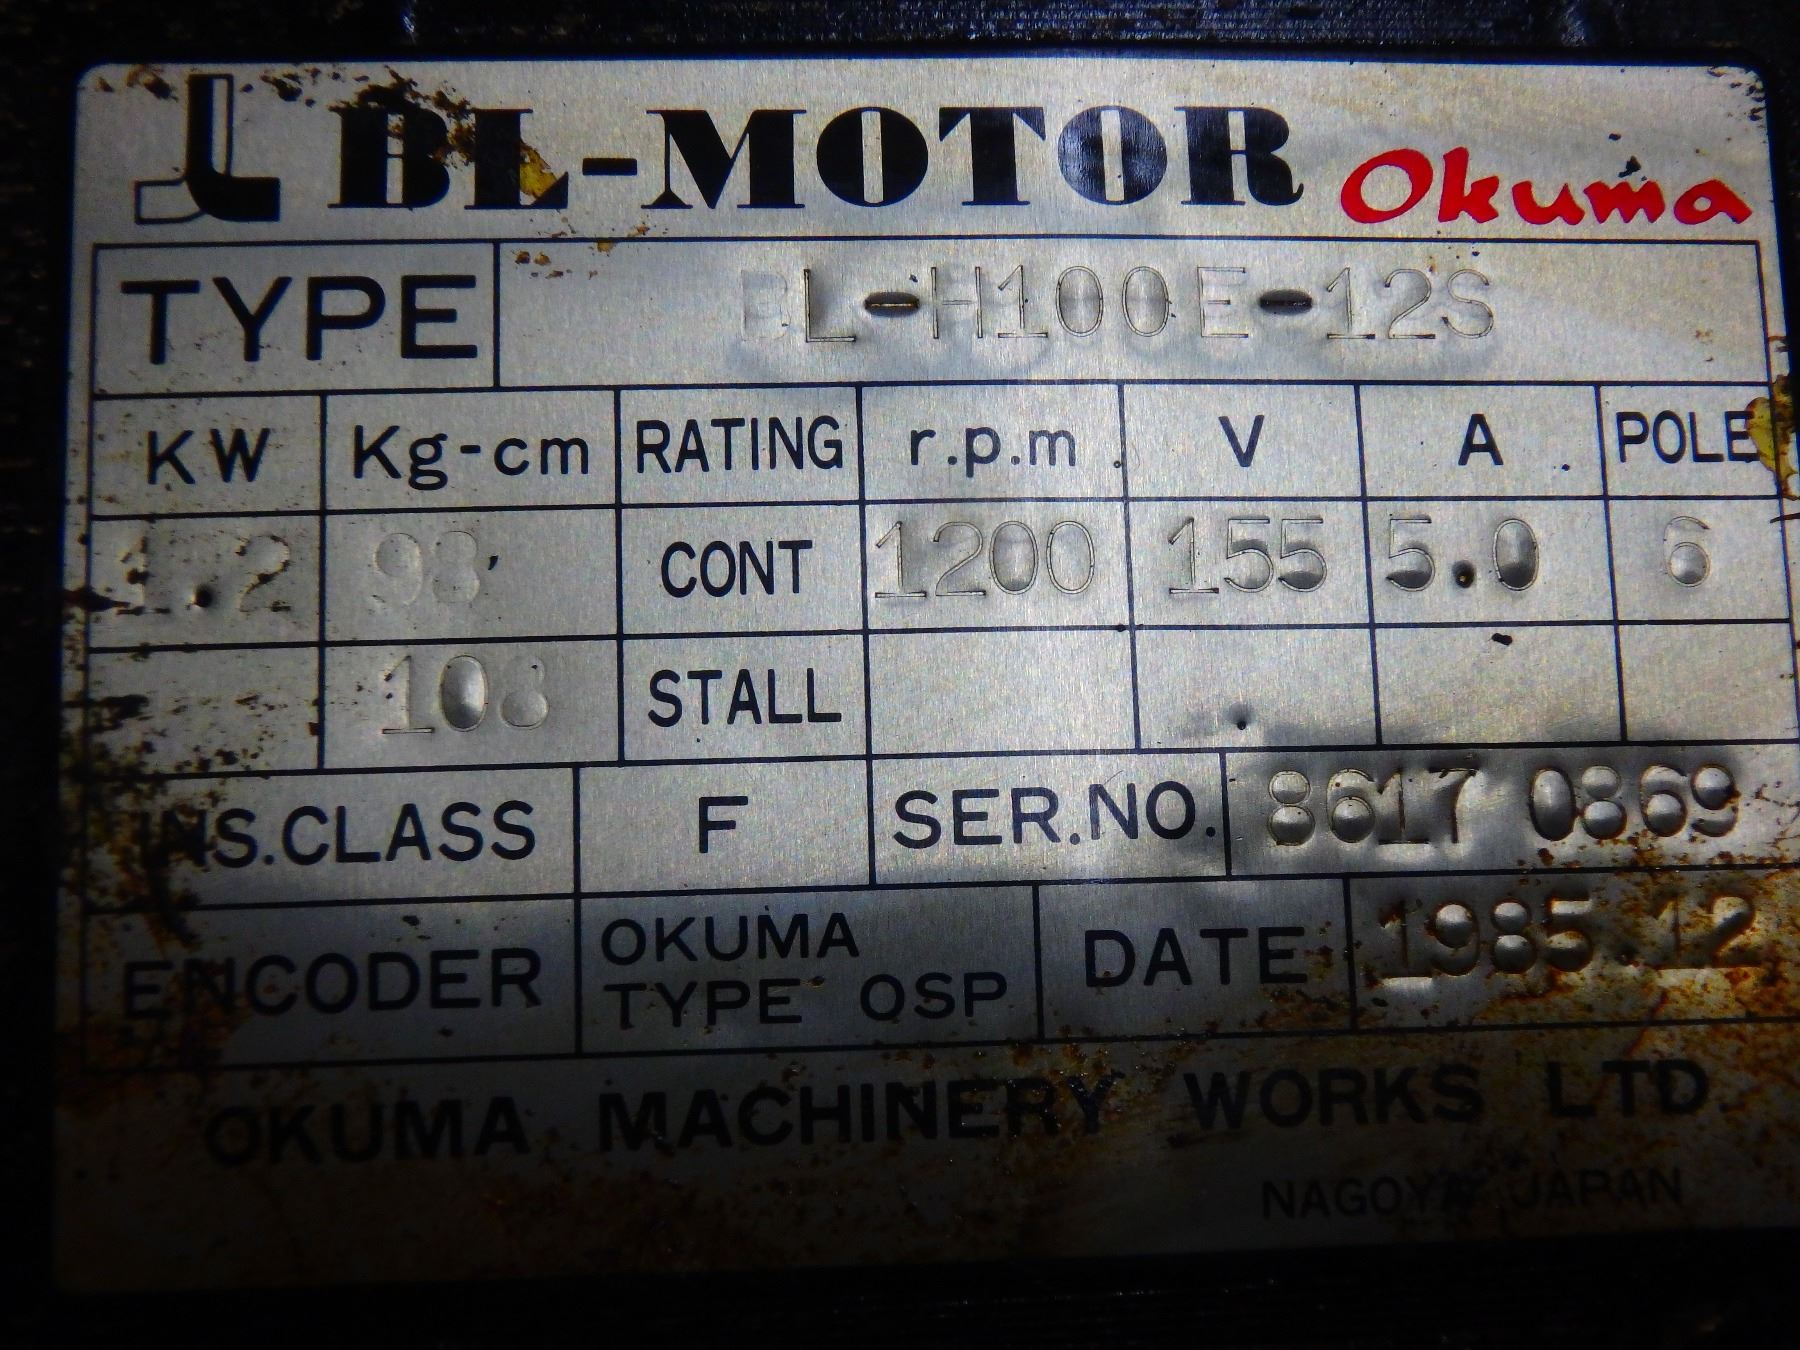 BL-MOTOR Okuma
TYPE BL-H100E-12S
KW Kg-cm RATING r.p.m V A POLE
1.2 98 CONT 1200 155 5.0 6
108 STALL
INS.CLASS F SER.NO. 8617 0869
ENCODER OKUMA TYPE OSP DATE 1985.12
OKUMA MACHINERY WORKS LTD.
NAGOYA JAPAN